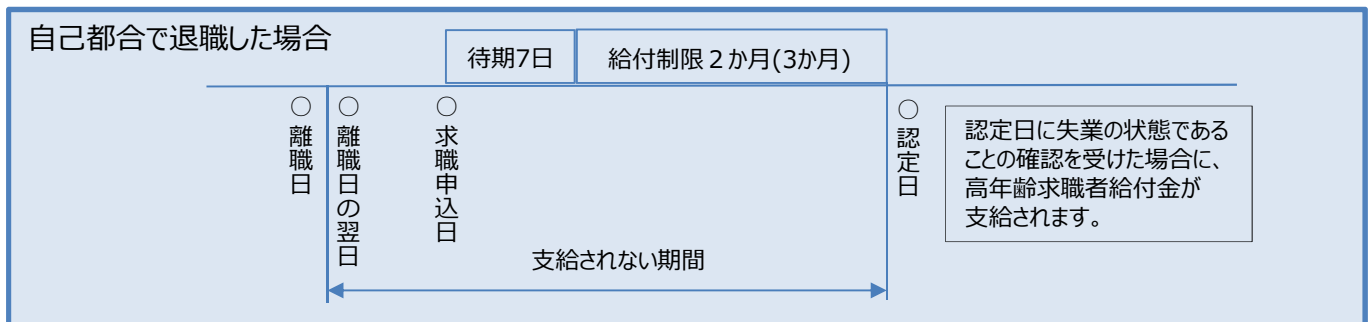 自己都合で退職した場合
待期7日
給付制限２か月(3か月)
○離職日
○離職日の翌日
○求職申込日
○認定日
認定日に失業の状態である
ことの確認を受けた場合に、
高年齢求職者給付金が
支給されます。
支給されない期間